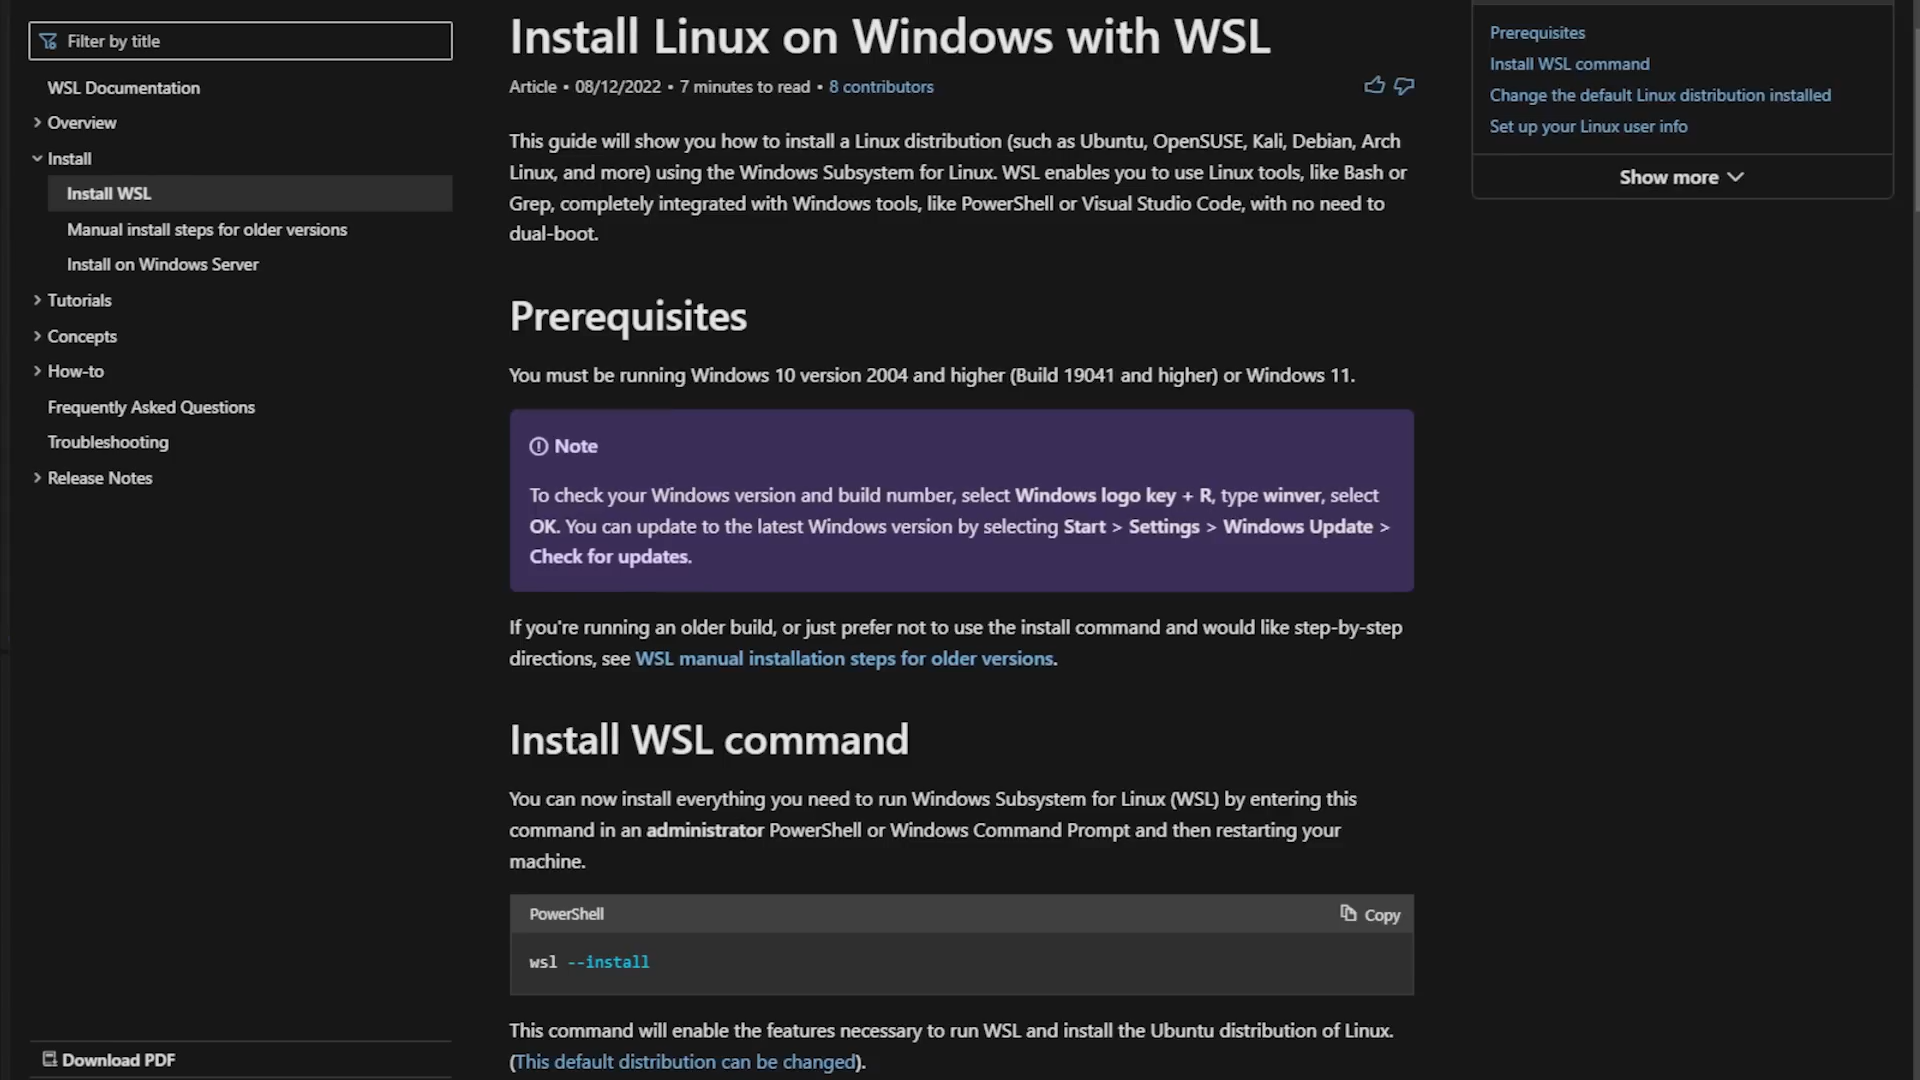 Filter by title
WSL Documentation
Overview
Install
Install WSL
Manual install steps for older versions
Install on Windows Server
Tutorials
Concepts
How-to
Frequently Asked Questions
Troubleshooting
Release Notes
Download PDF
Install Linux on Windows with WSL
Article • 08/12/2022 • 7 minutes to read • 8 contributors
This guide will show you how to install a Linux distribution (such as Ubuntu, OpenSUSE, Kali, Debian, Arch
Linux, and more) using the Windows Subsystem for Linux. WSL enables you to use Linux tools, like Bash or
Grep, completely integrated with Windows tools, like PowerShell or Visual Studio Code, with no need to
dual-boot.
Prerequisites
You must be running Windows 10 version 2004 and higher (Build 19041 and higher) or Windows 11.
Note
To check your Windows version and build number, select Windows logo key + R, type winver, select
OK. You can update to the latest Windows version by selecting Start > Settings > Windows Update >
Check for updates.
If you're running an older build, or just prefer not to use the install command and would like step-by-step
directions, see WSL manual installation steps for older versions.
Install WSL command
You can now install everything you need to run Windows Subsystem for Linux (WSL) by entering this
command in an administrator PowerShell or Windows Command Prompt and then restarting your
machine.
PowerShell
Copy
wsl --install
This command will enable the features necessary to run WSL and install the Ubuntu distribution of Linux.
(This default distribution can be changed).
Prerequisites
Install WSL command
Change the default Linux distribution installed
Set up your Linux user info
Show more